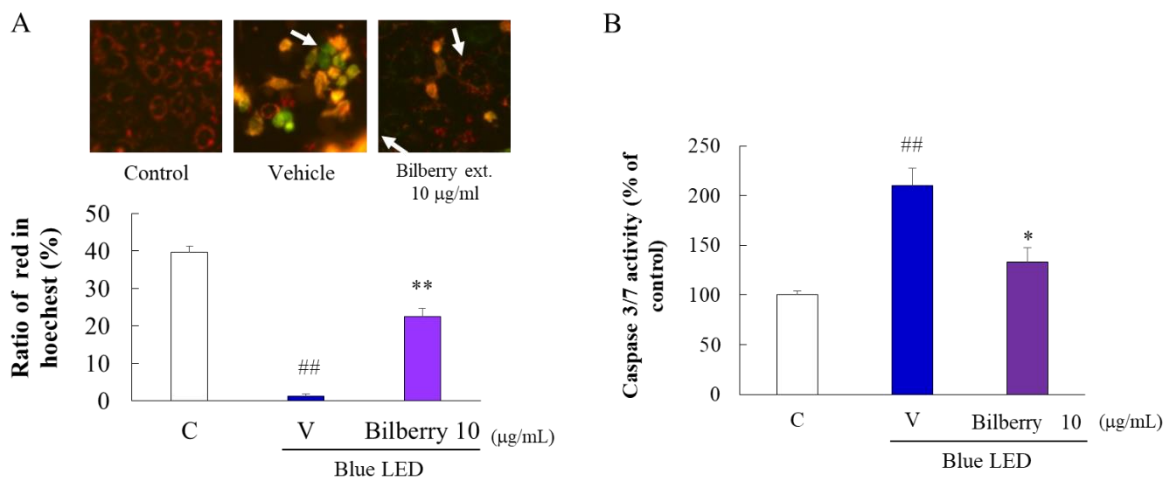 A
Control
Vehicle
Bilberry ext.
10 μg/ml
Ratio of red in
hoechest (%)
50
40
30
20
10
0
##
**
C
V
Bilberry 10
(μg/mL)
Blue LED
B
Caspase 3/7 activity (% of
control)
250
200
150
100
50
0
##
*
C
V
Bilberry 10
(μg/mL)
Blue LED